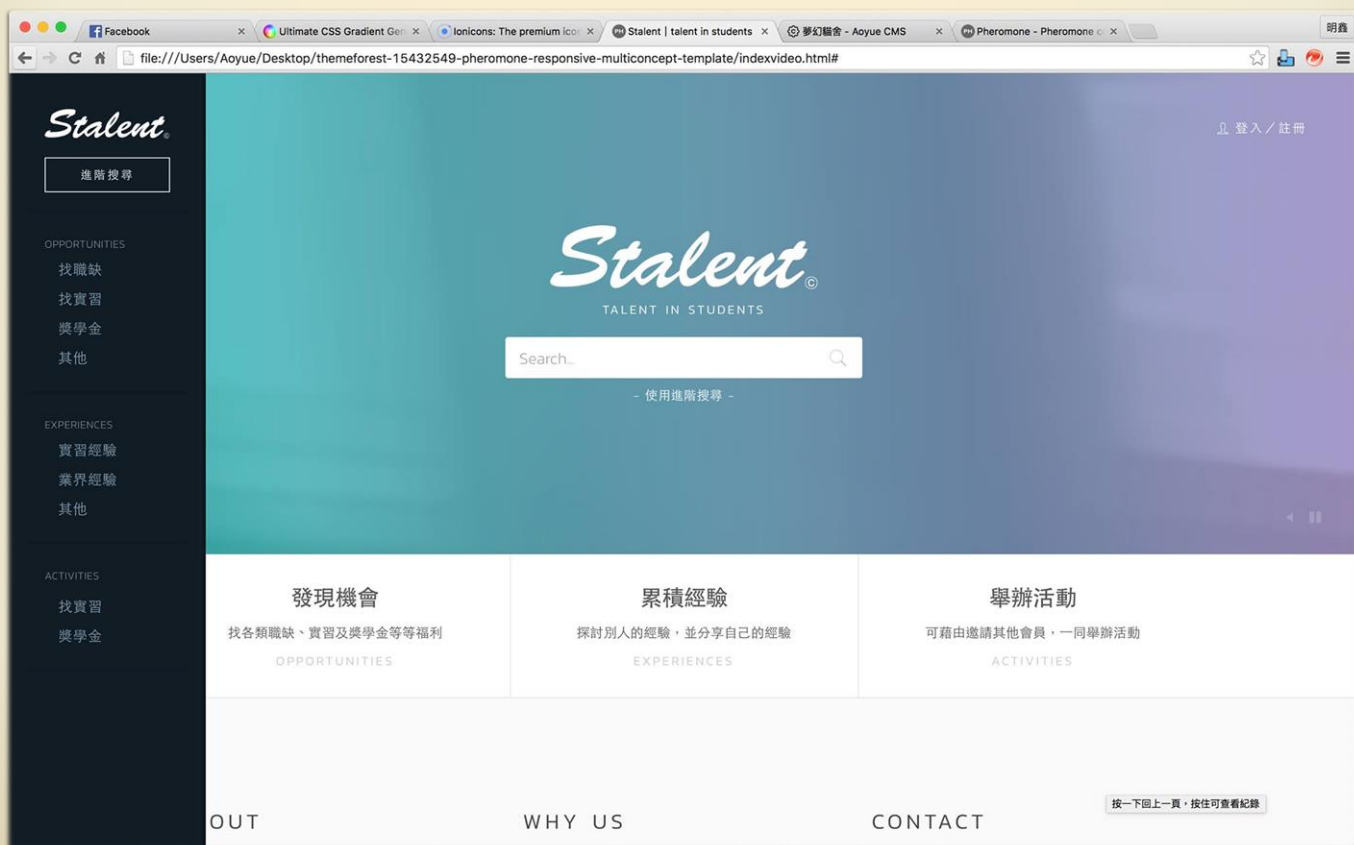 Facebook
Ultimate CSS Gradient Gen
Ionicons: The premium ico
Stalent | talent in students
夢幻貓舍 - Aoyue CMS
Pheromone - Pheromone
明鑫
file:///Users/Aoyue/Desktop/themeforest-15432549-pheromone-responsive-multiconcept-template/indexvideo.html#
Stalent©
進階搜尋
OPPORTUNITIES
找職缺
找實習
獎學金
其他
EXPERIENCES
實習經驗
業界經驗
其他
ACTIVITIES
找實習
獎學金
登入／註冊
Stalent©
TALENT IN STUDENTS
Search..
– 使用進階搜尋 –
發現機會
找各類職缺、實習及獎學金等等福利
OPPORTUNITIES
累積經驗
探討別人的經驗，並分享自己的經驗
EXPERIENCES
舉辦活動
可藉由邀請其他會員，一同舉辦活動
ACTIVITIES
OUT
WHY US
CONTACT
按一下回上一頁，按住可查看紀錄